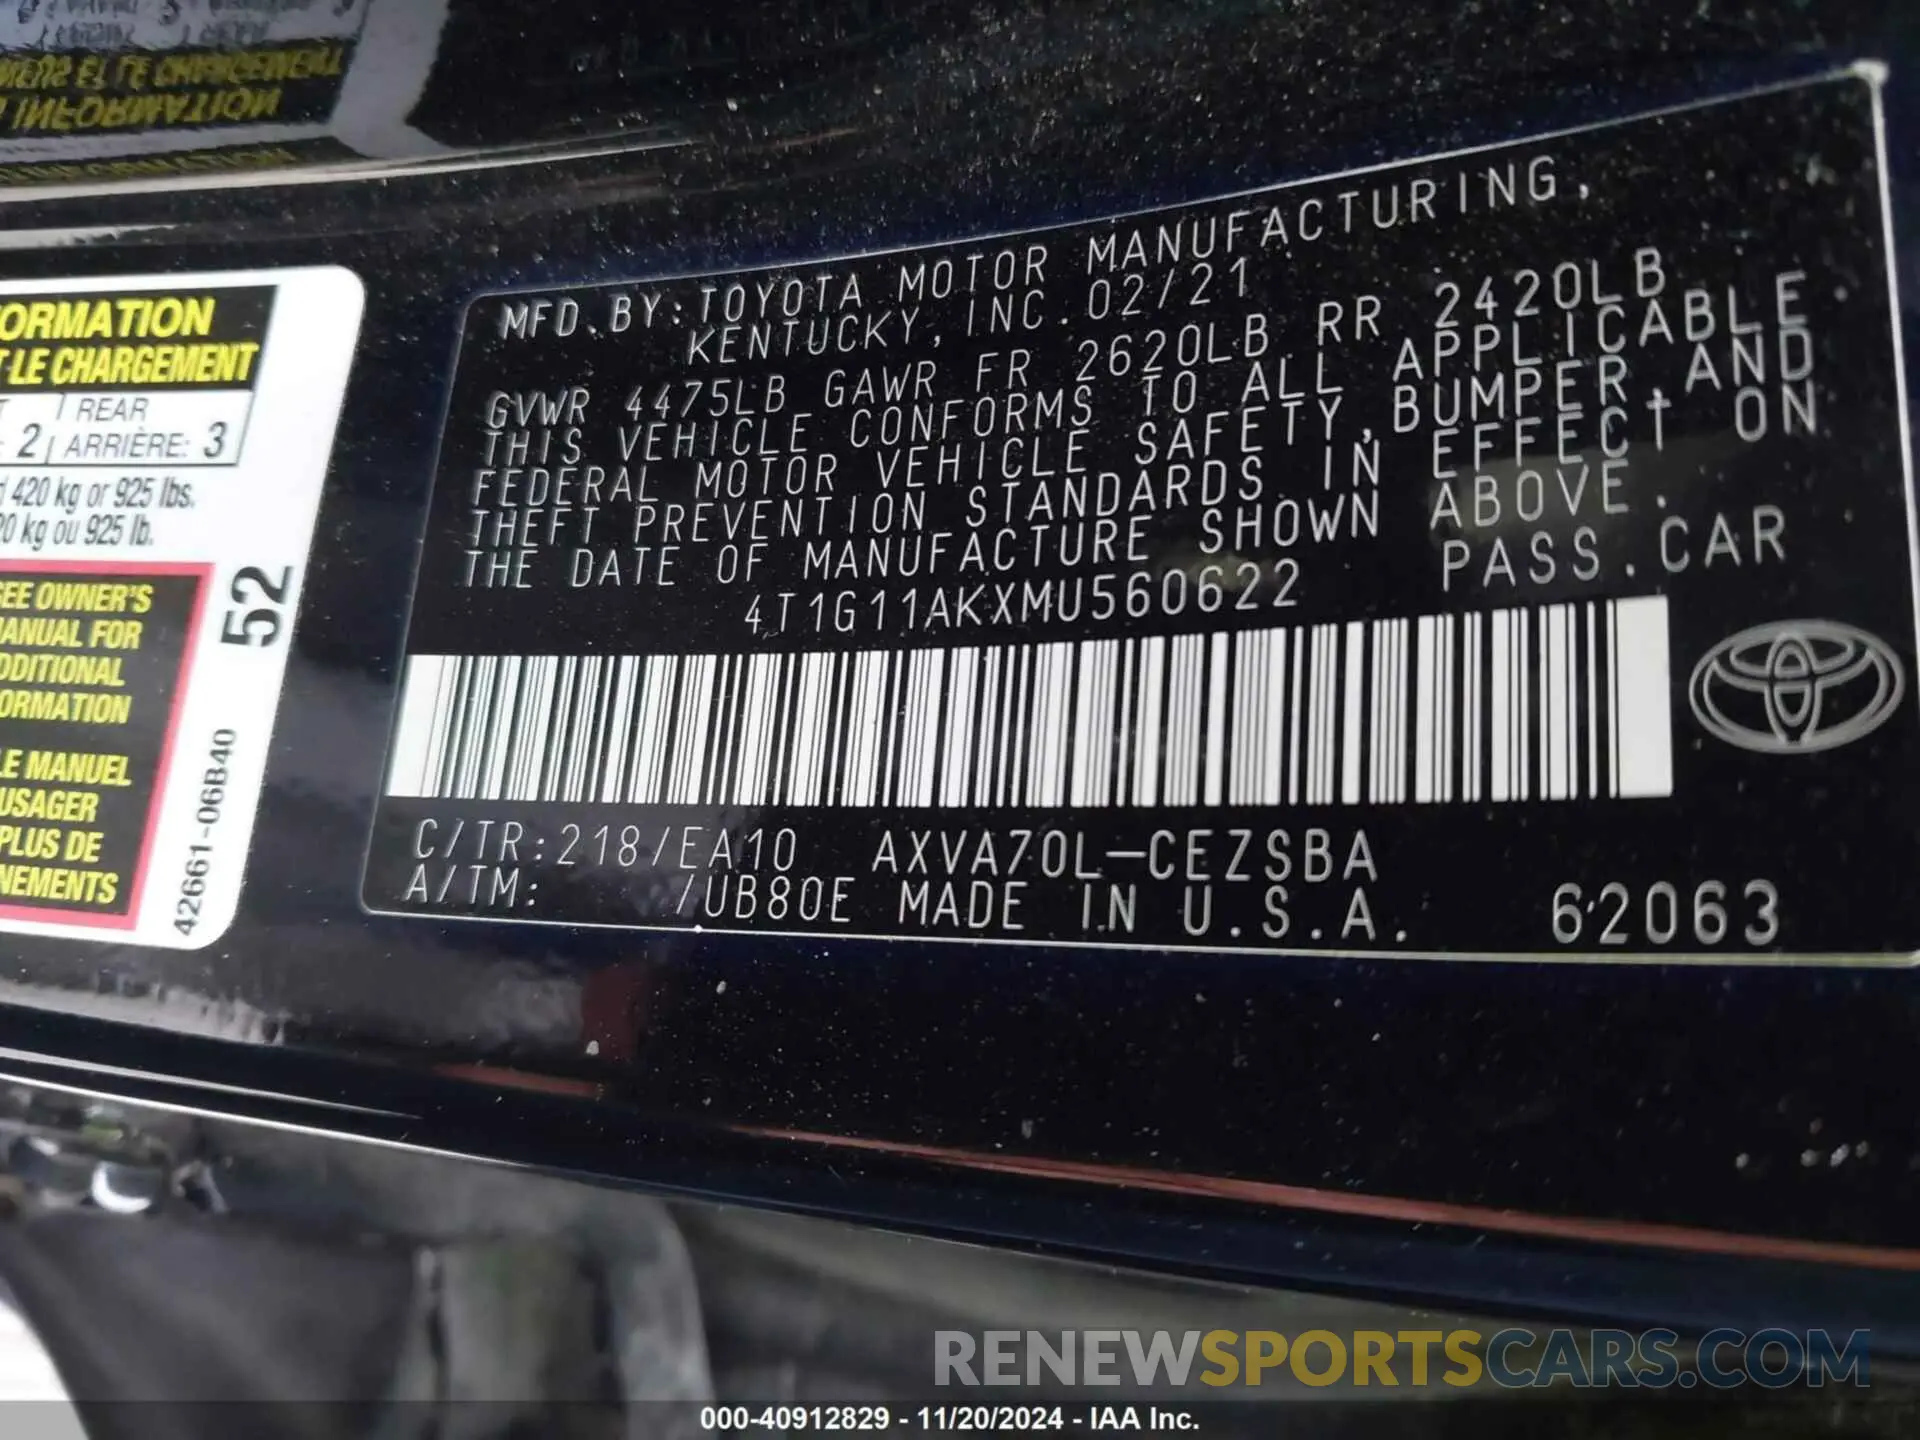 ORMATION
T LE CHARGEMENT
REAR
2 ARRIÈRE: 3
420 kg or 925 lbs.
kg ou 925 lb.
SEE OWNER'S
MANUAL FOR
ADDITIONAL
ORMATION
LE MANUEL
USAGER
PLUS DE
NEMENTS
52
42661-06B40
MFD.BY:TOYOTA MOTOR MANUFACTURING,
KENTUCKY, INC. 02/21
GVWR 4475LB GAWR FR 2620LB RR 2420LB
THIS VEHICLE CONFORMS TO ALL APPLICABLE
FEDERAL MOTOR VEHICLE SAFETY,BUMPER,AND
THEFT PREVENTION STANDARDS IN EFFECT ON
THE DATE OF MANUFACTURE SHOWN ABOVE.
4T1G11AKXMU560622 PASS.CAR
C/TR:218/EA10 AXVA70L-CEZSBA
A/TM: /UB80E MADE IN U.S.A. 62063
RENEWSPORTSCARS.COM
000-40912829 - 11/20/2024 - IAA Inc.